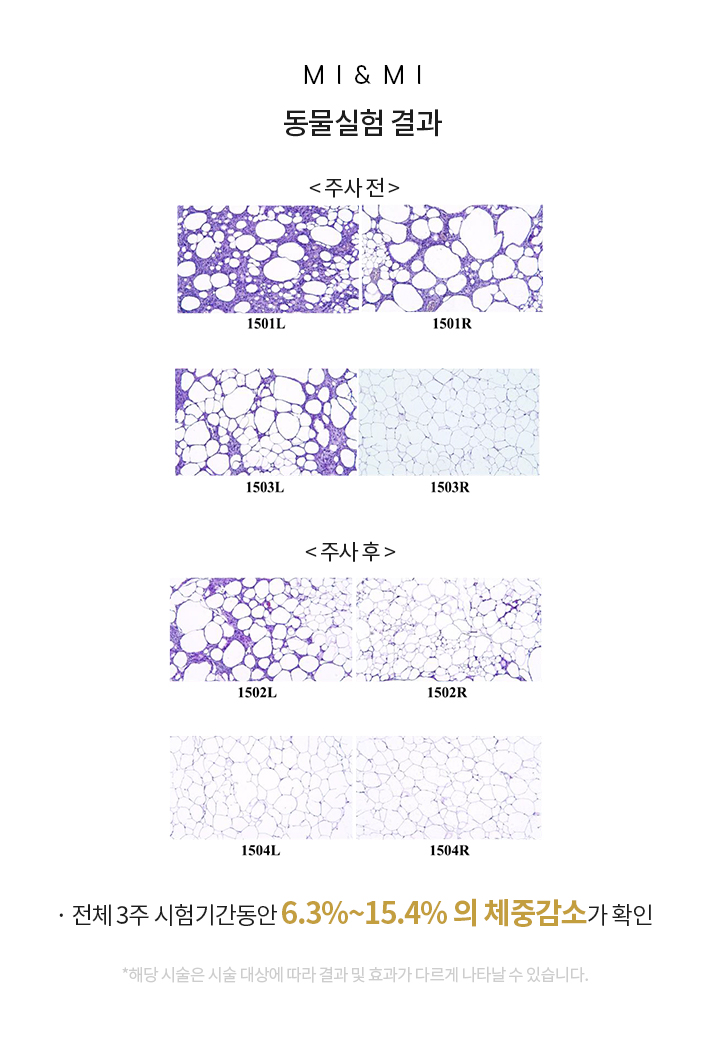 MI & MI
동물실험 결과
< 주사 전 >
1501L 1501R
1503L 1503R
< 주사 후 >
1502L 1502R
1504L 1504R
· 전체 3주 시험기간동안 6.3%~15.4% 의 체중감소가 확인
*해당 시술은 시술 대상에 따라 결과 및 효과가 다르게 나타날 수 있습니다.